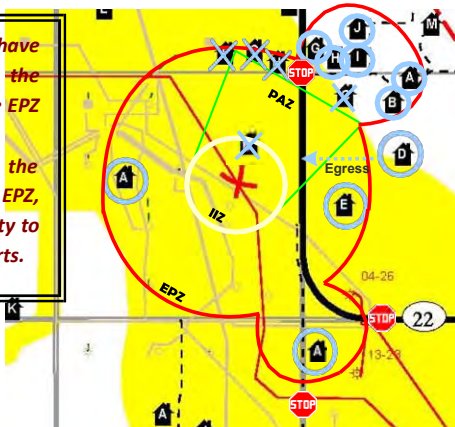 have
the
EPZ
the
EPZ,
ty to
rts.
J
M
G
H
I
STOP
A
B
PAZ
D
Egress
A
E
IIZ
EPZ
04-26
K
STOP
22
A
13-23
A
STOP